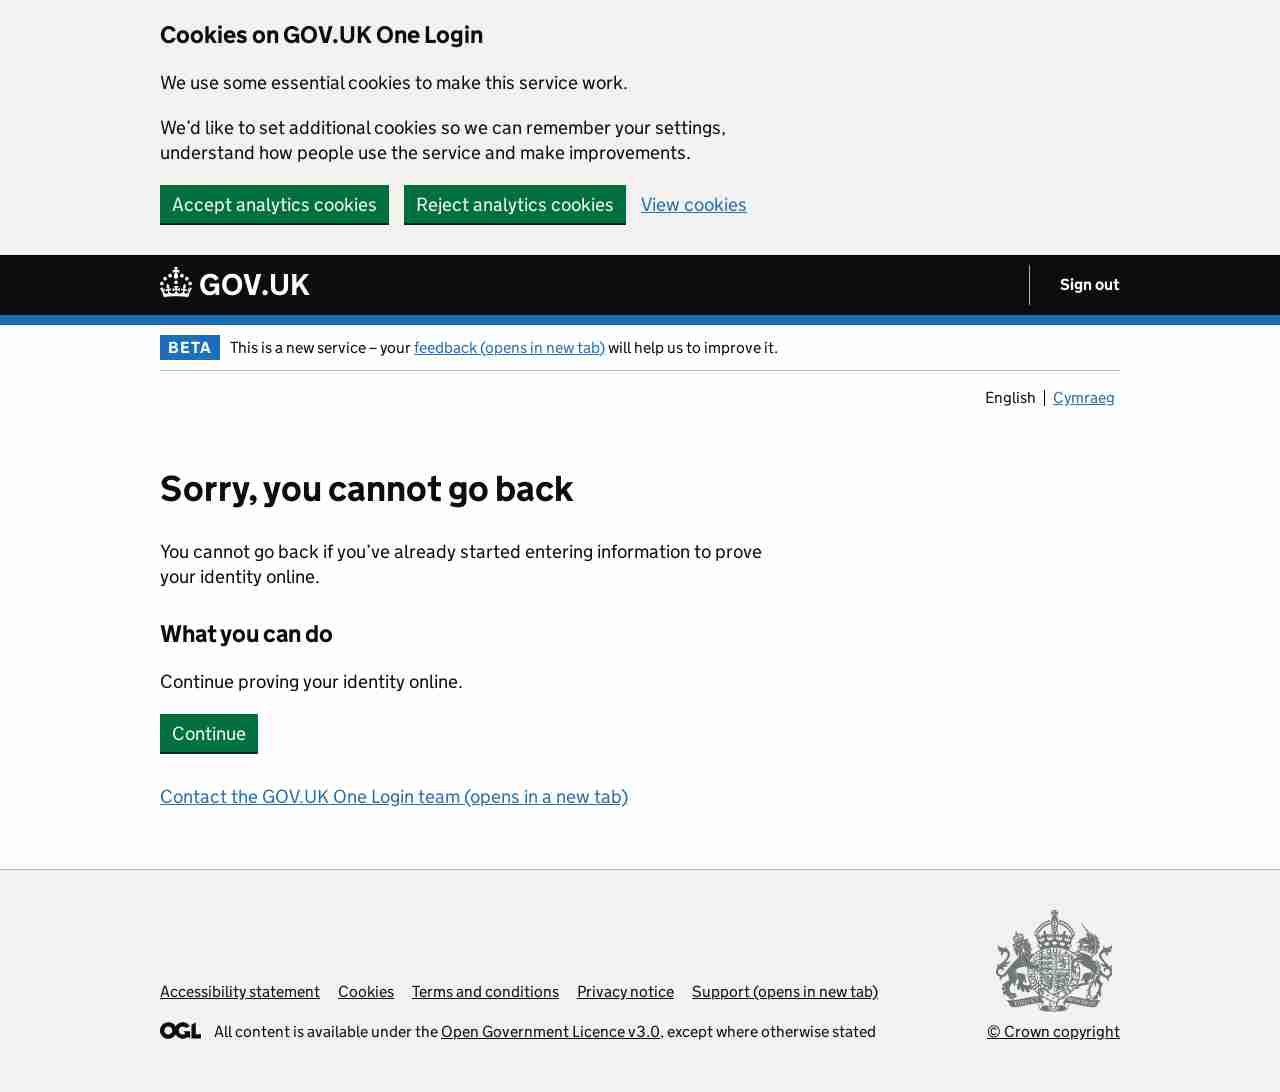 Cookies on GOV.UK One Login
We use some essential cookies to make this service work.
We’d like to set additional cookies so we can remember your settings,
understand how people use the service and make improvements.
Accept analytics cookies Reject analytics cookies View cookies
GOV.UK Sign out
BETA This is a new service – your feedback (opens in new tab) will help us to improve it.
English Cymraeg
Sorry, you cannot go back
You cannot go back if you’ve already started entering information to prove
your identity online.
What you can do
Continue proving your identity online.
Continue
Contact the GOV.UK One Login team (opens in a new tab)
Accessibility statement Cookies Terms and conditions Privacy notice Support (opens in new tab)
OGL All content is available under the Open Government Licence v3.0, except where otherwise stated
© Crown copyright